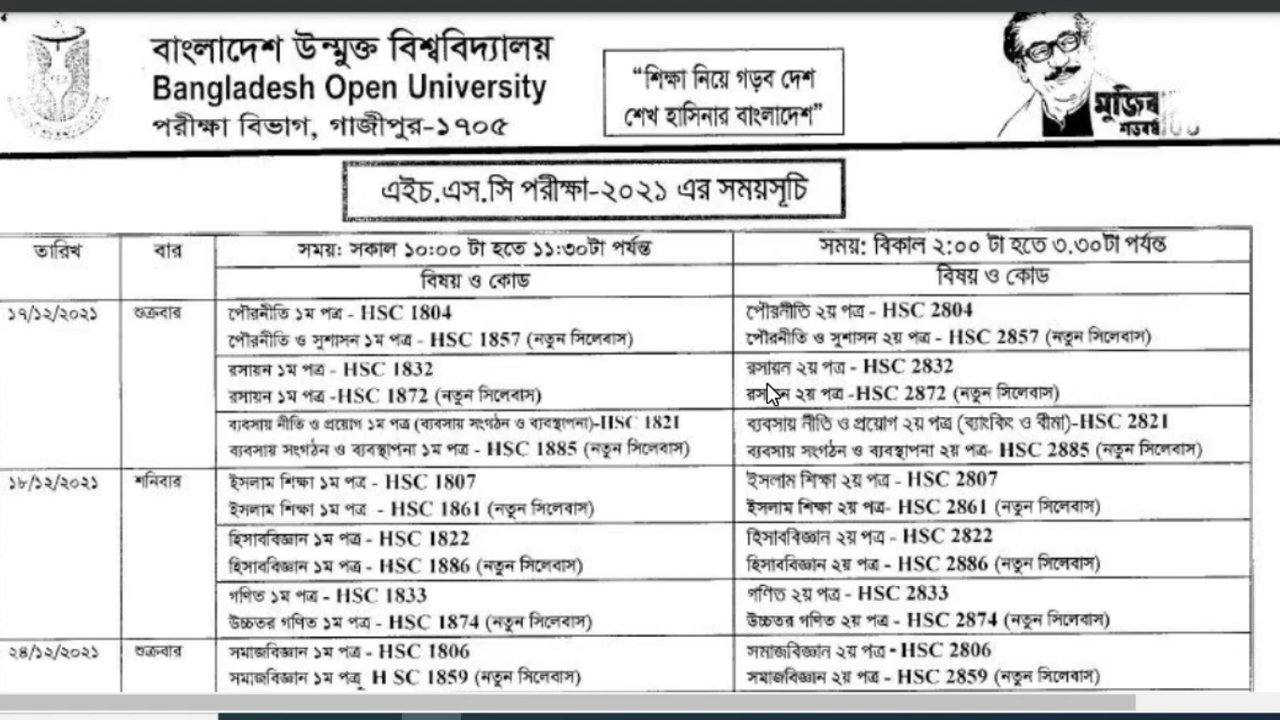 বাংলাদেশ উন্মুক্ত বিশ্ববিদ্যালয়
Bangladesh Open University
পরীক্ষা বিভাগ, গাজীপুর-১৭০৫
“শিক্ষা নিয়ে গড়ব দেশ
শেখ হাসিনার বাংলাদেশ”
মুজিব
শতবর্ষ
এইচ.এস.সি পরীক্ষা-২০২১ এর সময়সূচি
তারিখ বার সময়: সকাল ১০:০০ টা হতে ১১:৩০টা পর্যন্ত সময়: বিকাল ২:০০ টা হতে ৩.৩০টা পর্যন্ত
বিষয় ও কোড বিষয় ও কোড
১৭/১২/২০২১ শুক্রবার পৌরনীতি ১ম পত্র - HSC 1804 পৌরনীতি ২য় পত্র - HSC 2804
পৌরনীতি ও সুশাসন ১ম পত্র - HSC 1857 (নতুন সিলেবাস) পৌরনীতি ও সুশাসন ২য় পত্র - HSC 2857 (নতুন সিলেবাস)
রসায়ন ১ম পত্র - HSC 1832 রসায়ন ২য় পত্র - HSC 2832
রসায়ন ১ম পত্র -HSC 1872 (নতুন সিলেবাস) রসায়ন ২য় পত্র -HSC 2872 (নতুন সিলেবাস)
ব্যবসায় নীতি ও প্রয়োগ ১ম পত্র (ব্যবসায় সংগঠন ও ব্যবস্থাপনা)-HSC 1821 ব্যবসায় নীতি ও প্রয়োগ ২য় পত্র (ব্যাংকিং ও বীমা)-HSC 2821
ব্যবসায় সংগঠন ও ব্যবস্থাপনা ১ম পত্র - HSC 1885 (নতুন সিলেবাস) ব্যবসায় সংগঠন ও ব্যবস্থাপনা ২য় পত্র- HSC 2885 (নতুন সিলেবাস)
১৮/১২/২০২১ শনিবার ইসলাম শিক্ষা ১ম পত্র - HSC 1807 ইসলাম শিক্ষা ২য় পত্র - HSC 2807
ইসলাম শিক্ষা ১ম পত্র - HSC 1861 (নতুন সিলেবাস) ইসলাম শিক্ষা ২য় পত্র- HSC 2861 (নতুন সিলেবাস)
হিসাববিজ্ঞান ১ম পত্র - HSC 1822 হিসাববিজ্ঞান ২য় পত্র - HSC 2822
হিসাববিজ্ঞান ১ম পত্র - HSC 1886 (নতুন সিলেবাস) হিসাববিজ্ঞান ২য় পত্র - HSC 2886 (নতুন সিলেবাস)
গণিত ১ম পত্র - HSC 1833 গণিত ২য় পত্র - HSC 2833
উচ্চতর গণিত ১ম পত্র - HSC 1874 (নতুন সিলেবাস) উচ্চতর গণিত ২য় পত্র - HSC 2874 (নতুন সিলেবাস)
২৪/১২/২০২১ শুক্রবার সমাজবিজ্ঞান ১ম পত্র - HSC 1806 সমাজবিজ্ঞান ২য় পত্র - HSC 2806
সমাজবিজ্ঞান ১ম পত্র H SC 1859 (নতুন সিলেবাস) সমাজবিজ্ঞান ২য় পত্র - HSC 2859 (নতুন সিলেবাস)